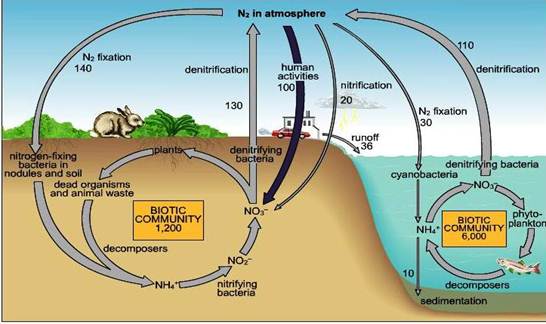 N₂ in atmosphere
N₂ fixation
140
denitrification
130
human
activities
100
nitrification
20
N₂ fixation
30
110
denitrification
runoff
36
nitrogen-fixing
bacteria in
nodules and soil
plants
dead organisms
and animal waste
denitrifying
bacteria
BIOTIC
COMMUNITY
1,200
decomposers
NO₃⁻
NO₂⁻
NH₄⁺
nitrifying
bacteria
cyanobacteria
denitrifying bacteria
NO₃⁻
NH₄⁺
BIOTIC
COMMUNITY
6,000
phyto-
plankton
decomposers
10
sedimentation